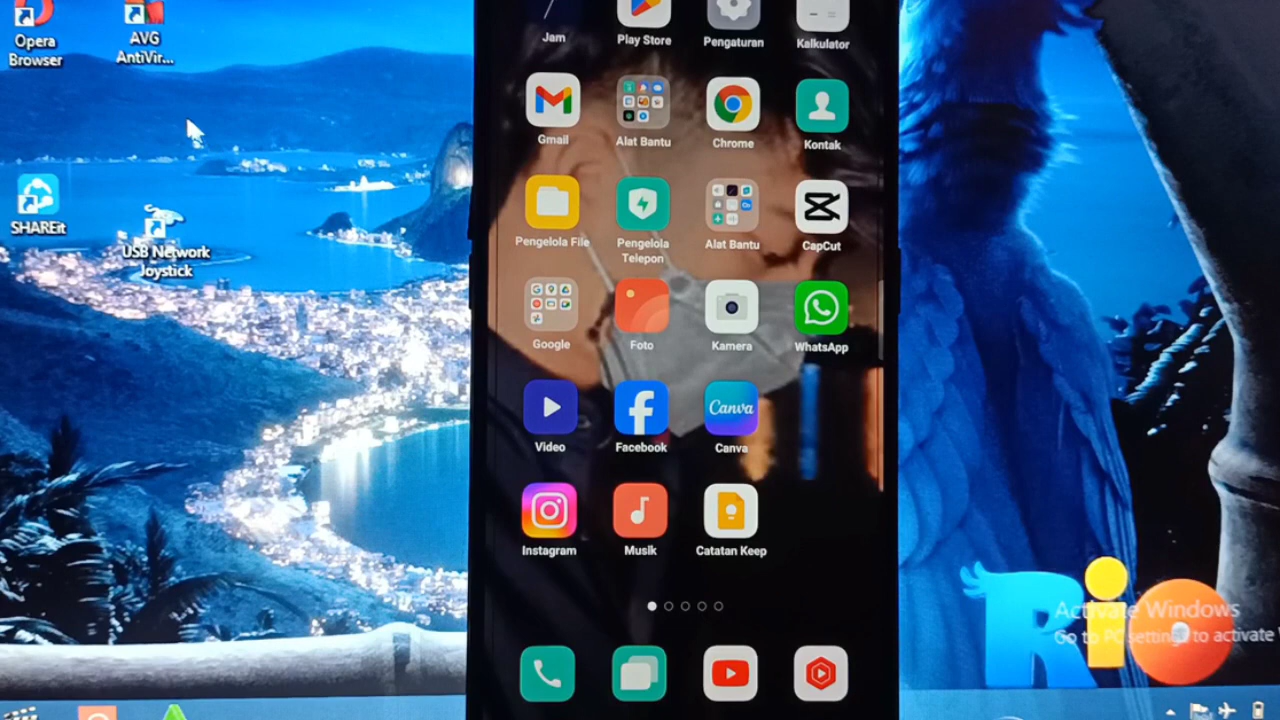 Opera
Browser
AVG
AntiVir...
SHAREit
USB Network
Joystick
Jam
Play Store
Pengaturan
Kalkulator
Gmail
Alat Bantu
Chrome
Kontak
Pengelola File
Pengelola
Telepon
Alat Bantu
CapCut
Google
Foto
Kamera
WhatsApp
Canva
Video
Facebook
Canva
Instagram
Musik
Catatan Keep
Rio
Activate Windows
Go to PC settings to activate